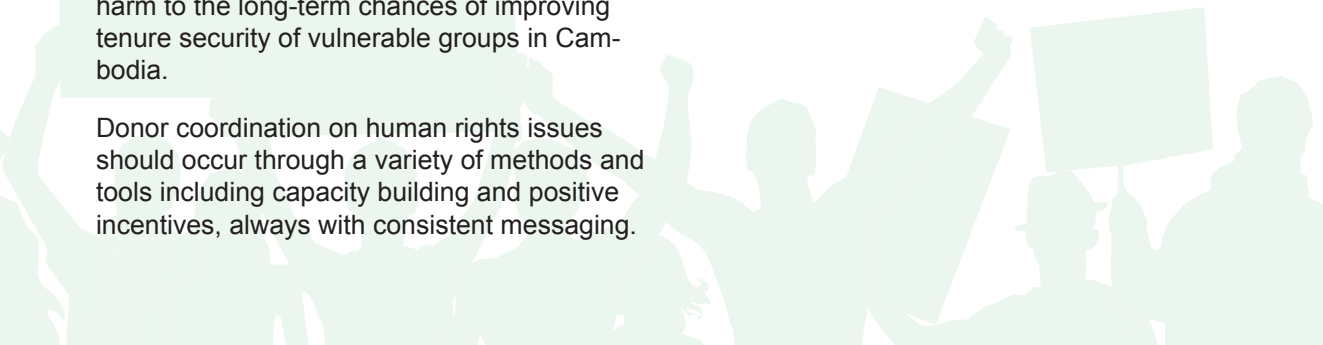 harm to the long-term chances of improving
tenure security of vulnerable groups in Cam-
bodia.
Donor coordination on human rights issues
should occur through a variety of methods and
tools including capacity building and positive
incentives, always with consistent messaging.